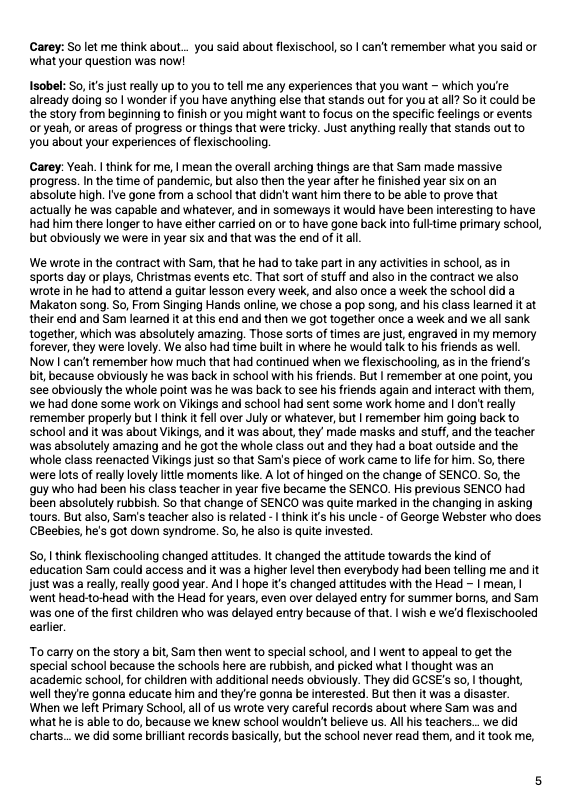 Carey: So let me think about…  you said about flexischool, so I can't remember what you said or
what your question was now!
Isobel: So, it's just really up to you to tell me any experiences that you want – which you're
already doing so I wonder if you have anything else that stands out for you at all? So it could be
the story from beginning to finish or you might want to focus on the specific feelings or events
or yeah, or areas of progress or things that were tricky. Just anything really that stands out to
you about your experiences of flexischooling.
Carey: Yeah. I think for me, I mean the overall arching things are that Sam made massive
progress. In the time of pandemic, but also then the year after he finished year six on an
absolute high. I've gone from a school that didn't want him there to be able to prove that
actually he was capable and whatever, and in someways it would have been interesting to have
had him there longer to have either carried on or to have gone back into full-time primary school,
but obviously we were in year six and that was the end of it all.
We wrote in the contract with Sam, that he had to take part in any activities in school, as in
sports day or plays, Christmas events etc. That sort of stuff and also in the contract we also
wrote in he had to attend a guitar lesson every week, and also once a week the school did a
Makaton song. So, From Singing Hands online, we chose a pop song, and his class learned it at
their end and Sam learned it at this end and then we got together once a week and we all sank
together, which was absolutely amazing. Those sorts of times are just, engraved in my memory
forever, they were lovely. We also had time built in where he would talk to his friends as well.
Now I can't remember how much that had continued when we flexischooling, as in the friend's
bit, because obviously he was back in school with his friends. But I remember at one point, you
see obviously the whole point was he was back to see his friends again and interact with them,
we had done some work on Vikings and school had sent some work home and I don't really
remember properly but I think it fell over July or whatever, but I remember him going back to
school and it was about Vikings, and it was about, they' made masks and stuff, and the teacher
was absolutely amazing and he got the whole class out and they had a boat outside and the
whole class reenacted Vikings just so that Sam's piece of work came to life for him. So, there
were lots of really lovely little moments like. A lot of hinged on the change of SENCO. So, the
guy who had been his class teacher in year five became the SENCO. His previous SENCO had
been absolutely rubbish. So that change of SENCO was quite marked in the changing in asking
tours. But also, Sam's teacher also is related - I think it's his uncle - of George Webster who does
CBeebies, he's got down syndrome. So, he also is quite invested.
So, I think flexischooling changed attitudes. It changed the attitude towards the kind of
education Sam could access and it was a higher level then everybody had been telling me and it
just was a really, really good year. And I hope it's changed attitudes with the Head – I mean, I
went head-to-head with the Head for years, even over delayed entry for summer borns, and Sam
was one of the first children who was delayed entry because of that. I wish e we'd flexischooled
earlier.
To carry on the story a bit, Sam then went to special school, and I went to appeal to get the
special school because the schools here are rubbish, and picked what I thought was an
academic school, for children with additional needs obviously. They did GCSE's so, I thought,
well they're gonna educate him and they're gonna be interested. But then it was a disaster.
When we left Primary School, all of us wrote very careful records about where Sam was and
what he is able to do, because we knew school wouldn't believe us. All his teachers… we did
charts… we did some brilliant records basically, but the school never read them, and it took me,
5